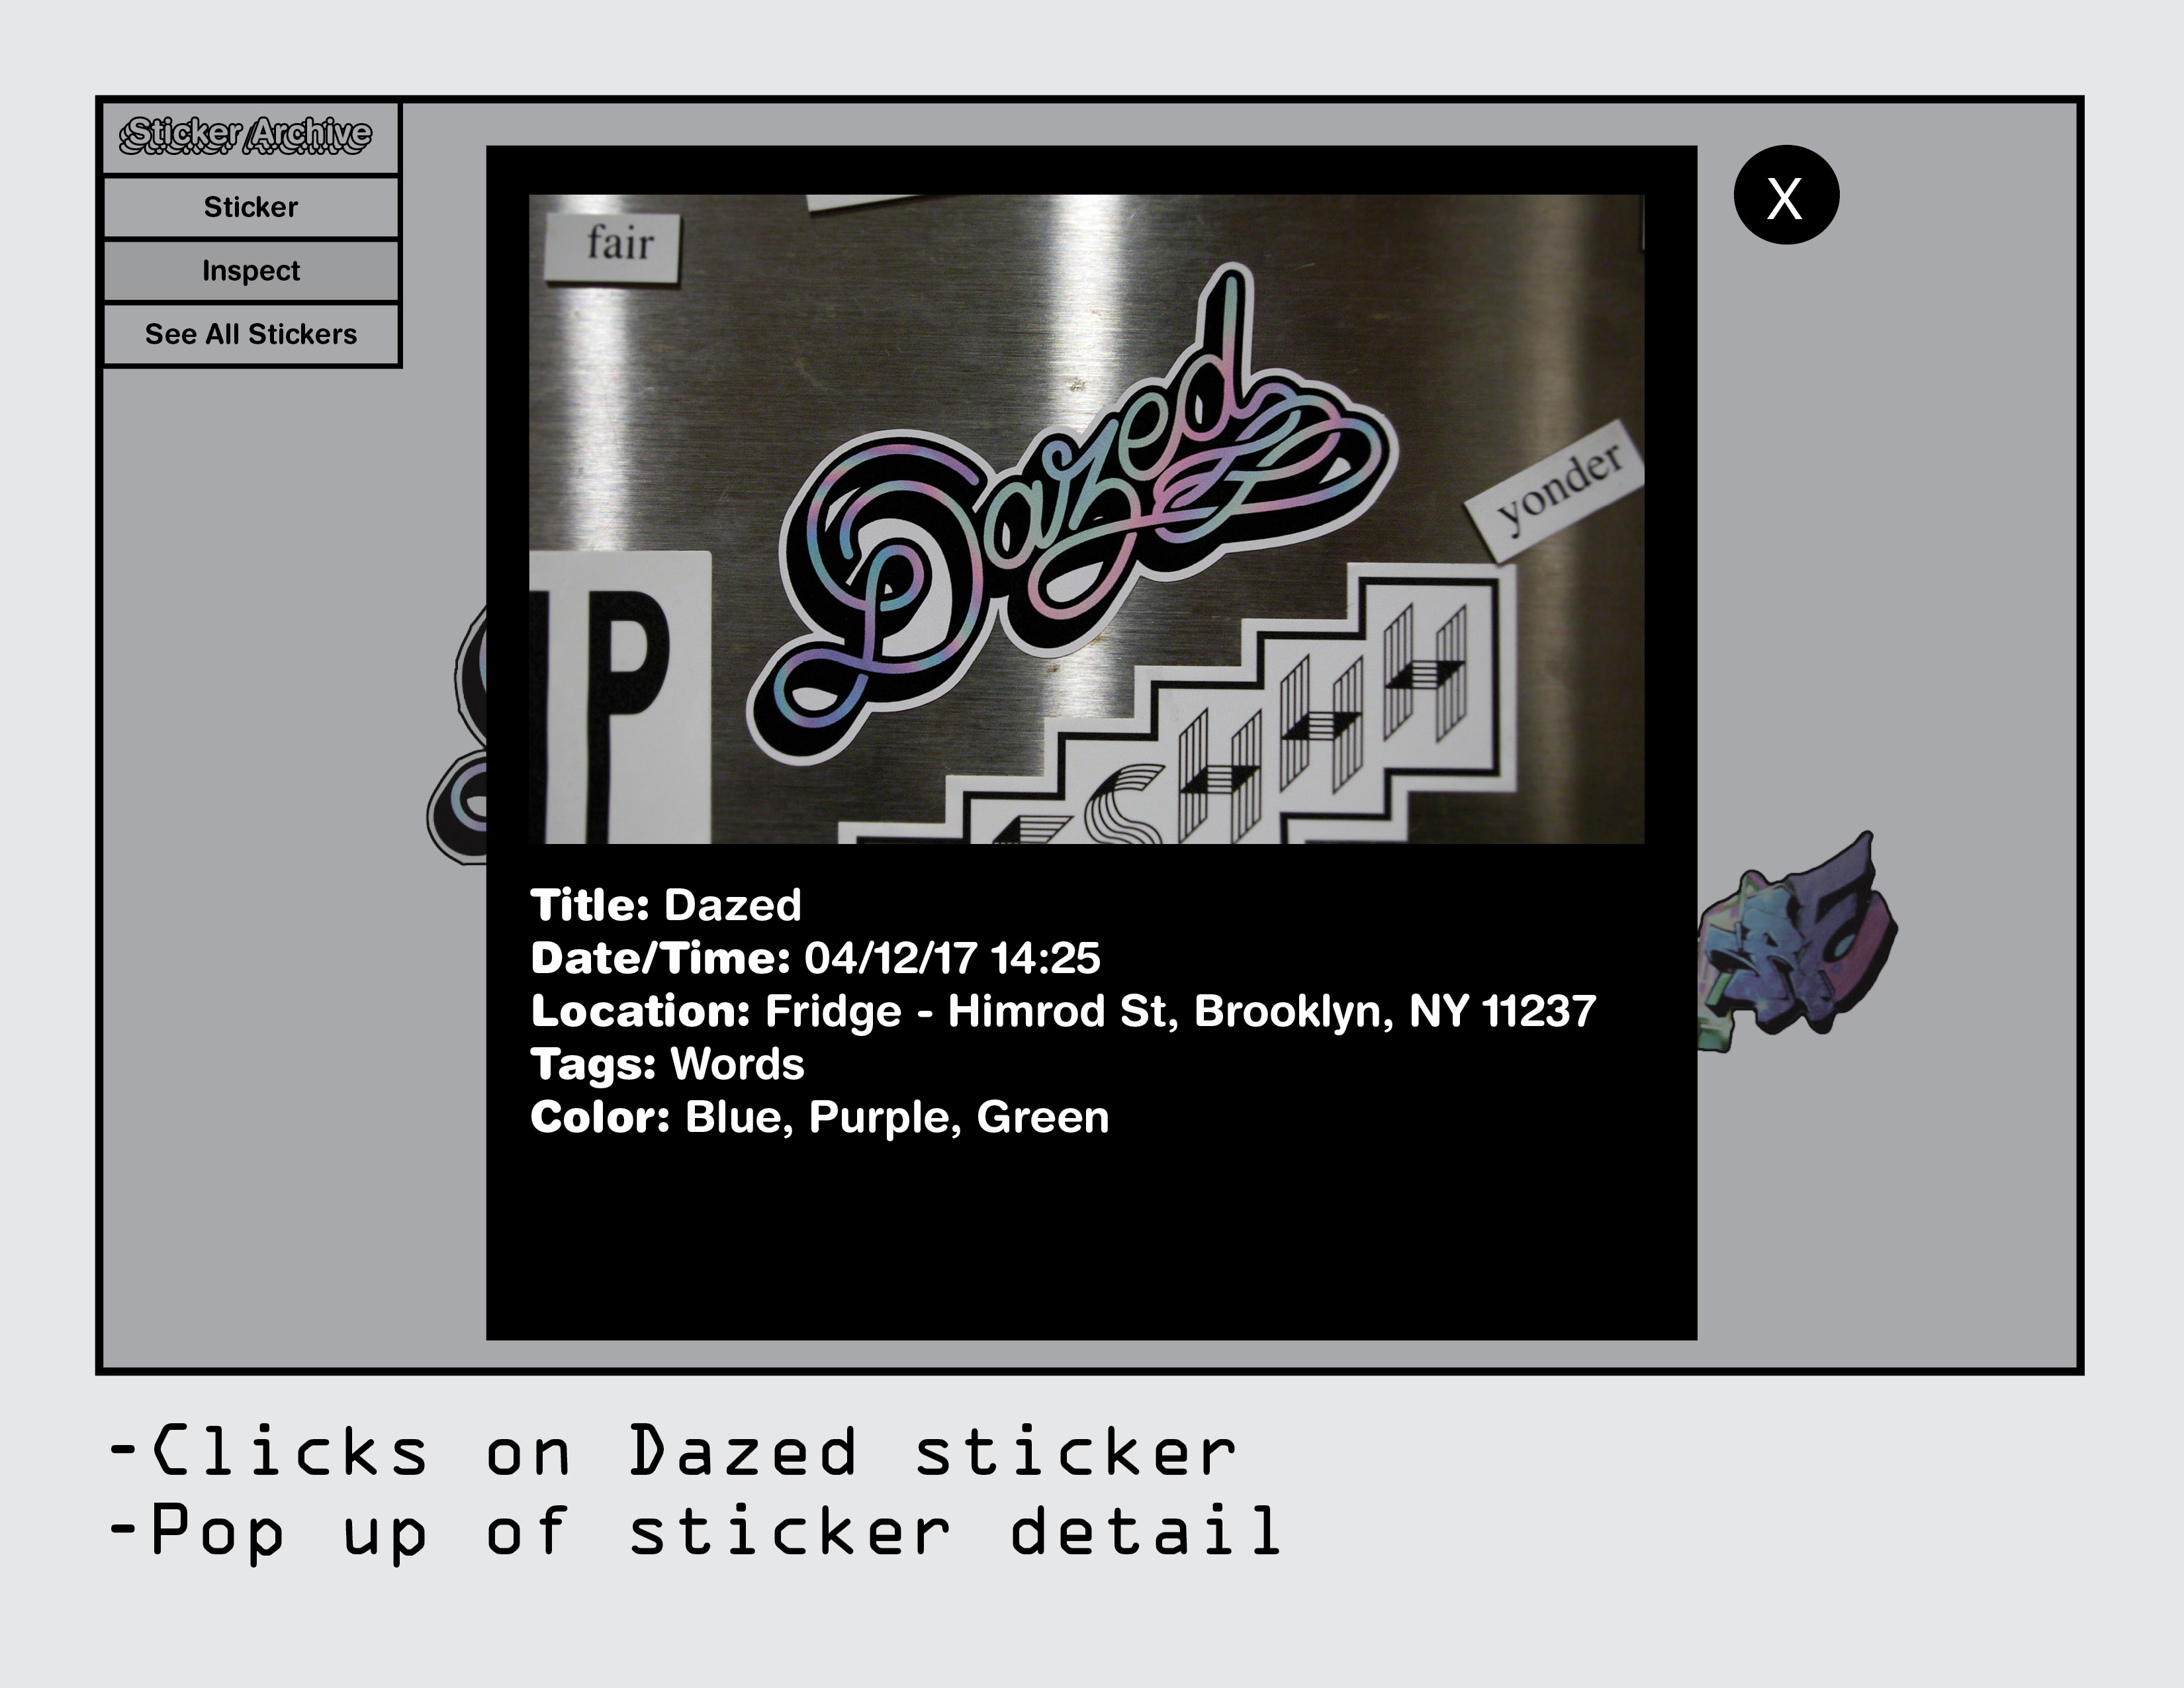 Sticker Archive
Sticker
Inspect
See All Stickers
X
fair
Dazed
yonder
P
SHHH
Title: Dazed
Date/Time: 04/12/17 14:25
Location: Fridge - Himrod St, Brooklyn, NY 11237
Tags: Words
Color: Blue, Purple, Green
-Clicks on Dazed sticker
-Pop up of sticker detail